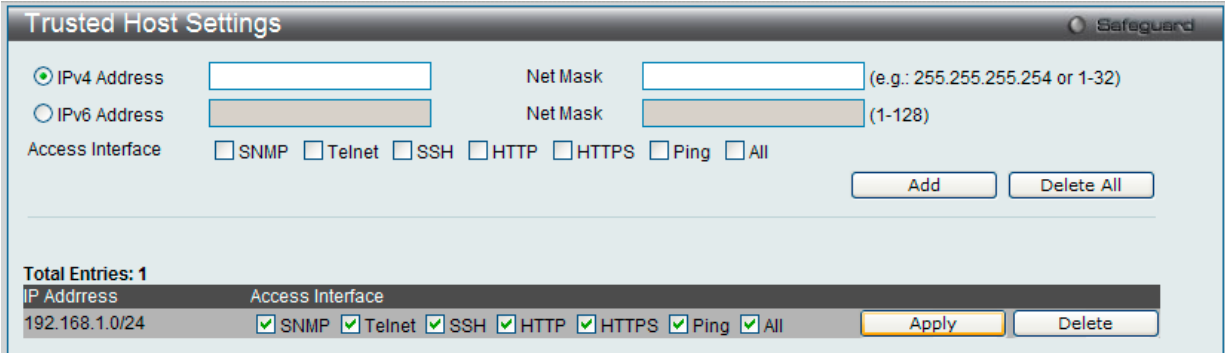 Trusted Host Settings
Safeguard
IPv4 Address Net Mask (e.g.: 255.255.255.254 or 1-32)
IPv6 Address Net Mask (1-128)
Access Interface SNMP Telnet SSH HTTP HTTPS Ping All
Add Delete All
Total Entries: 1
IP Addrress Access Interface
192.168.1.0/24 SNMP Telnet SSH HTTP HTTPS Ping All Apply Delete